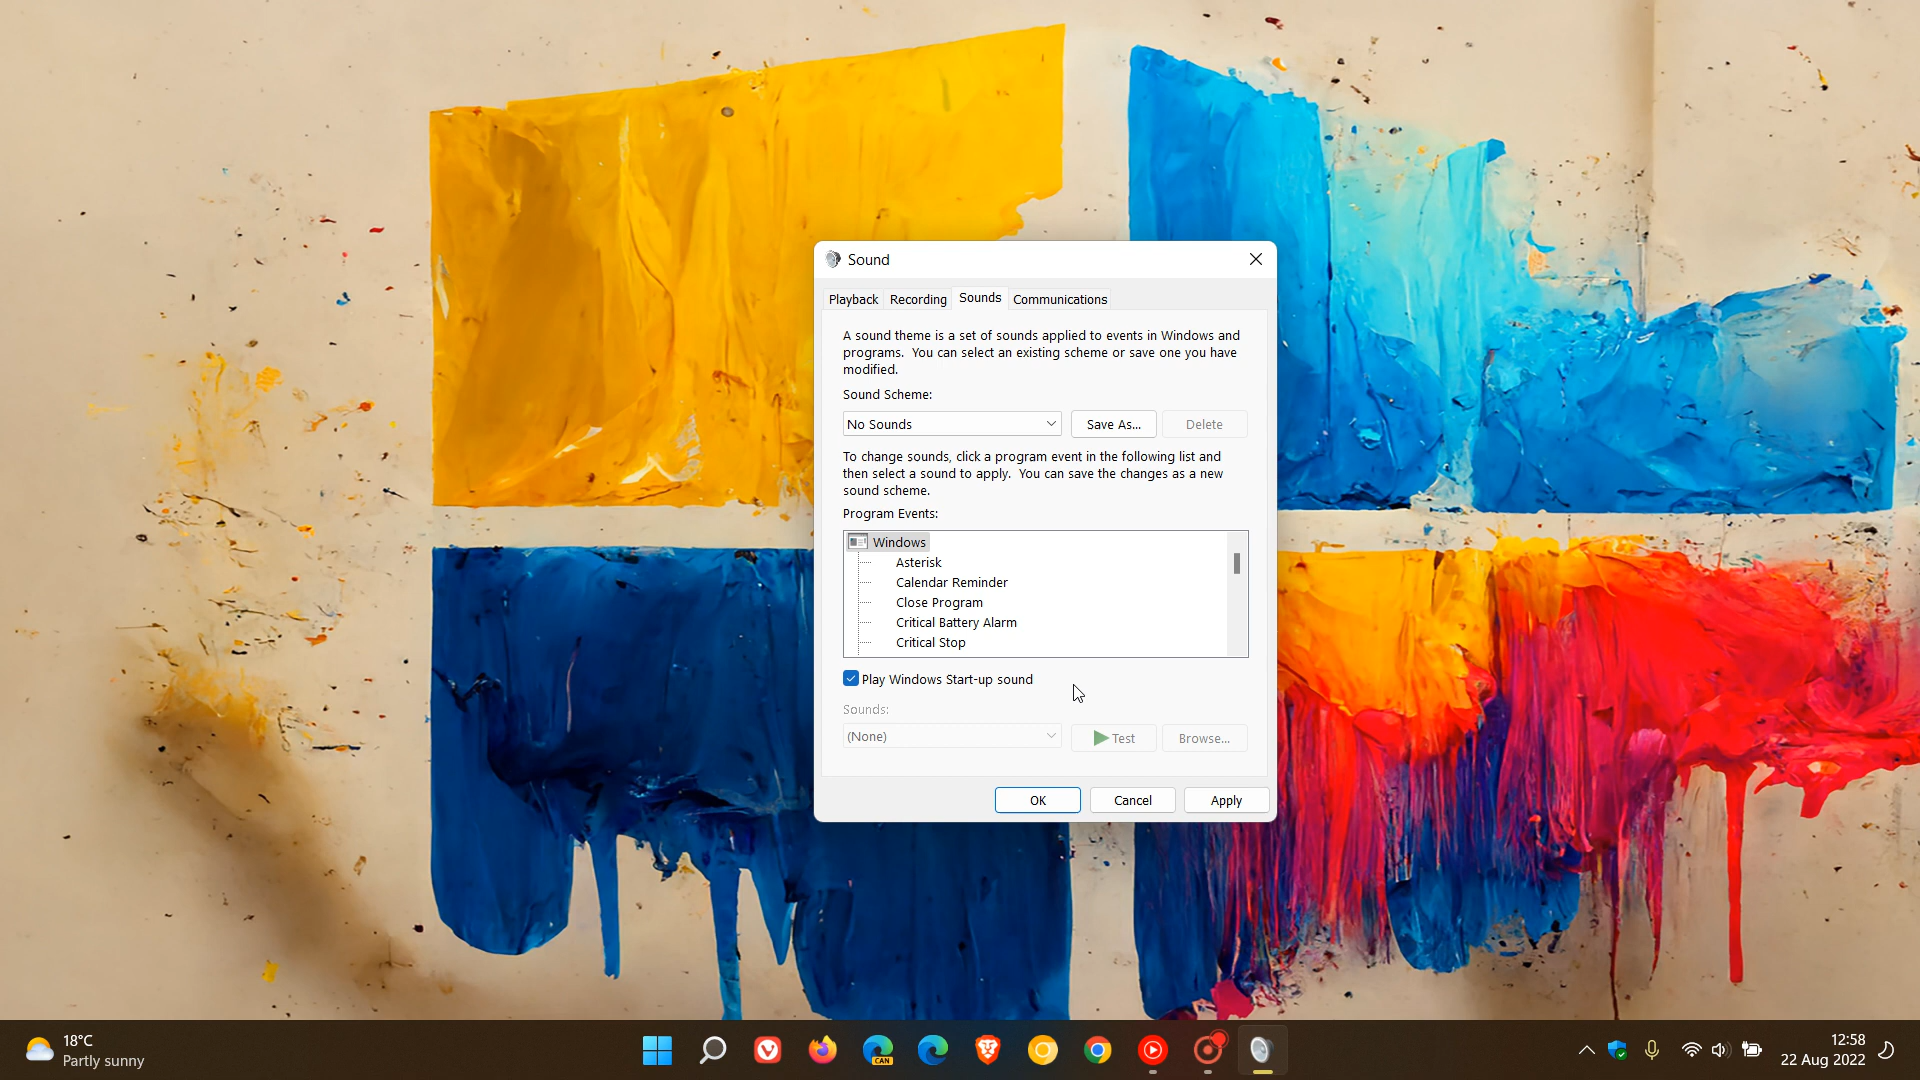 Sound
Playback Recording Sounds Communications
A sound theme is a set of sounds applied to events in Windows and
programs.  You can select an existing scheme or save one you have
modified.
Sound Scheme:
No Sounds Save As... Delete
To change sounds, click a program event in the following list and
then select a sound to apply.  You can save the changes as a new
sound scheme.
Program Events:
Windows
Asterisk
Calendar Reminder
Close Program
Critical Battery Alarm
Critical Stop
Play Windows Start-up sound
Sounds:
(None) Test Browse...
OK Cancel Apply
18°C
Partly sunny
CAN
12:58
22 Aug 2022